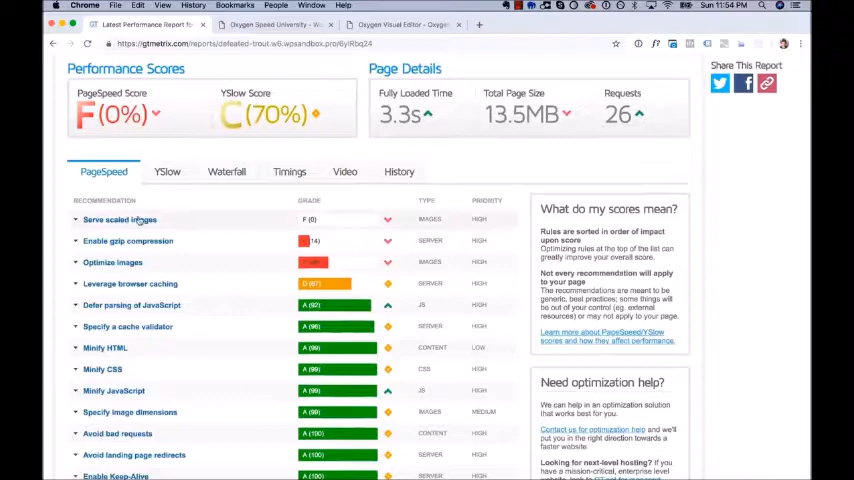 Chrome File Edit View History Bookmarks People Window Help
Sun 11:54 PM
Latest Performance Report for
Oxygen Speed University - W
Oxygen Visual Editor - Oxyge
https://gtmetrix.com/reports/defeated-trout.w6.wpsandbox.pro/6yIRbq24
Performance Scores
Page Details
Share This Report
PageSpeed Score
YSlow Score
Fully Loaded Time
Total Page Size
Requests
F(0%)
C(70%)
3.3s
13.5MB
26
PageSpeed
YSlow
Waterfall
Timings
Video
History
RECOMMENDATION GRADE TYPE PRIORITY
Serve scaled images F (0) IMAGES HIGH
Enable gzip compression (14) SERVER HIGH
Optimize images IMAGES HIGH
Leverage browser caching D (67) SERVER HIGH
Defer parsing of JavaScript A (92) JS HIGH
Specify a cache validator A (96) SERVER HIGH
Minify HTML A (99) CONTENT LOW
Minify CSS A (99) CSS HIGH
Minify JavaScript A (99) JS HIGH
Specify image dimensions A (99) IMAGES MEDIUM
Avoid bad requests A (100) CONTENT HIGH
Avoid landing page redirects A (100) SERVER HIGH
Enable Keep-Alive A (100) SERVER HIGH
What do my scores mean?
Rules are sorted in order of impact
upon score
Optimizing rules at the top of the list can
greatly improve your overall score.
Not every recommendation will apply
to your page
The recommendations are meant to be
generic, best practices; some things will
be out of your control (eg. external
resources) or may not apply to your page.
Learn more about PageSpeed/YSlow
scores and how they affect performance.
Need optimization help?
We can help in an optimization solution
that works best for you.
Contact us for optimization help and we'll
put you in the right direction towards a
faster website.
Looking for next-level hosting? If you
have a mission-critical, enterprise level